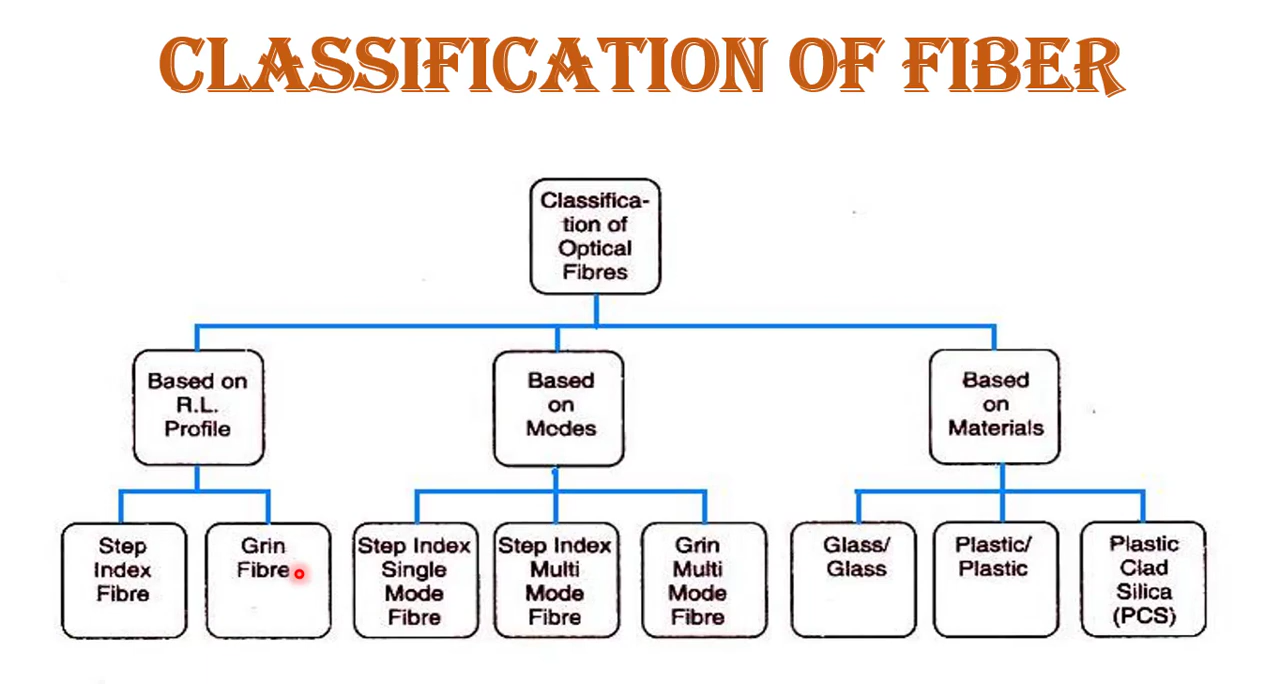 CLASSIFICATION OF FIBER
Classifica-
tion of
Optical
Fibres
Based on
R.L.
Profile
Based
on
Modes
Based
on
Materials
Step
Index
Fibre
Grin
Fibre
Step Index
Single
Mode
Fibre
Step Index
Multi
Mode
Fibre
Grin
Multi
Mode
Fibre
Glass/
Glass
Plastic/
Plastic
Plastic
Clad
Silica
(PCS)